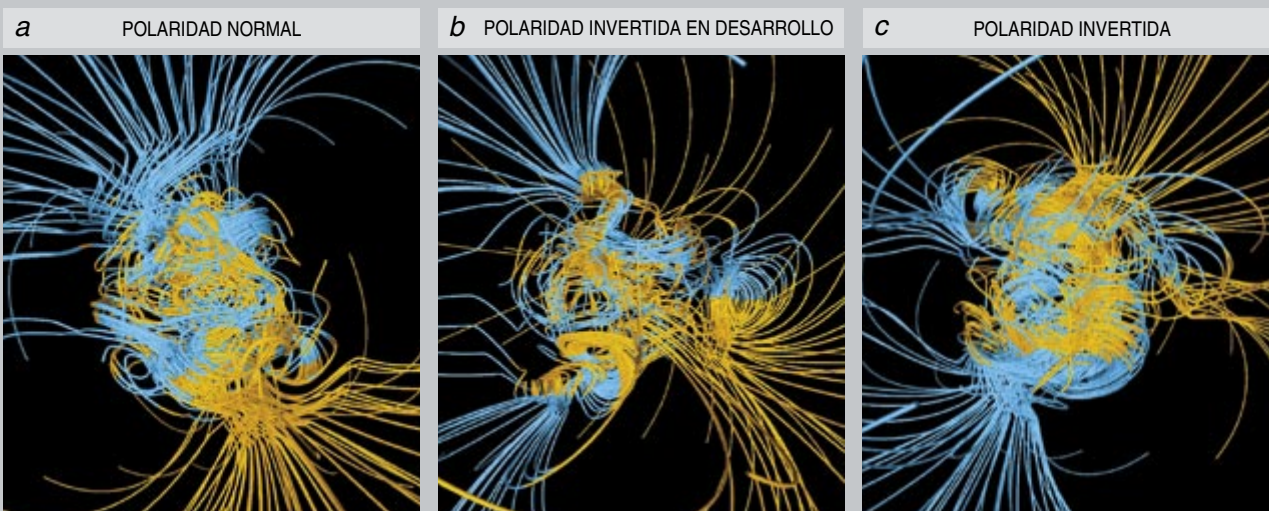 a POLARIDAD NORMAL
b POLARIDAD INVERTIDA EN DESARROLLO
c POLARIDAD INVERTIDA